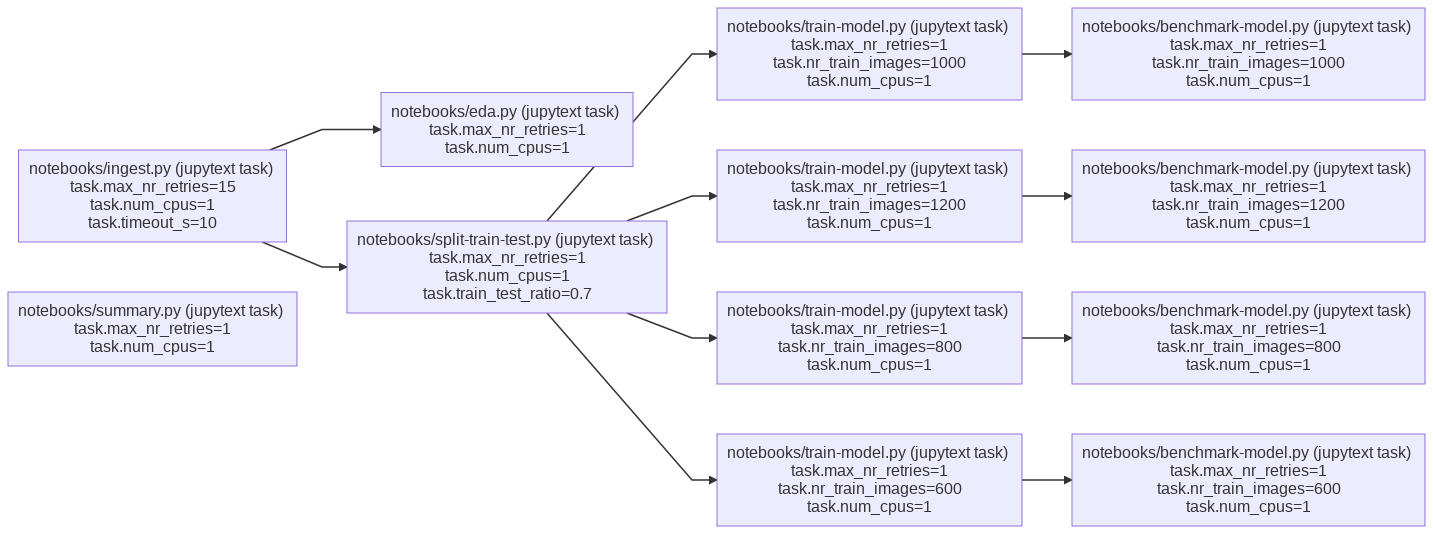 notebooks/ingest.py (jupytext task)
task.max_nr_retries=15
task.num_cpus=1
task.timeout_s=10
notebooks/summary.py (jupytext task)
task.max_nr_retries=1
task.num_cpus=1
notebooks/eda.py (jupytext task)
task.max_nr_retries=1
task.num_cpus=1
notebooks/split-train-test.py (jupytext task)
task.max_nr_retries=1
task.num_cpus=1
task.train_test_ratio=0.7
notebooks/train-model.py (jupytext task)
task.max_nr_retries=1
task.nr_train_images=1000
task.num_cpus=1
notebooks/train-model.py (jupytext task)
task.max_nr_retries=1
task.nr_train_images=1200
task.num_cpus=1
notebooks/train-model.py (jupytext task)
task.max_nr_retries=1
task.nr_train_images=800
task.num_cpus=1
notebooks/train-model.py (jupytext task)
task.max_nr_retries=1
task.nr_train_images=600
task.num_cpus=1
notebooks/benchmark-model.py (jupytext task)
task.max_nr_retries=1
task.nr_train_images=1000
task.num_cpus=1
notebooks/benchmark-model.py (jupytext task)
task.max_nr_retries=1
task.nr_train_images=1200
task.num_cpus=1
notebooks/benchmark-model.py (jupytext task)
task.max_nr_retries=1
task.nr_train_images=800
task.num_cpus=1
notebooks/benchmark-model.py (jupytext task)
task.max_nr_retries=1
task.nr_train_images=600
task.num_cpus=1